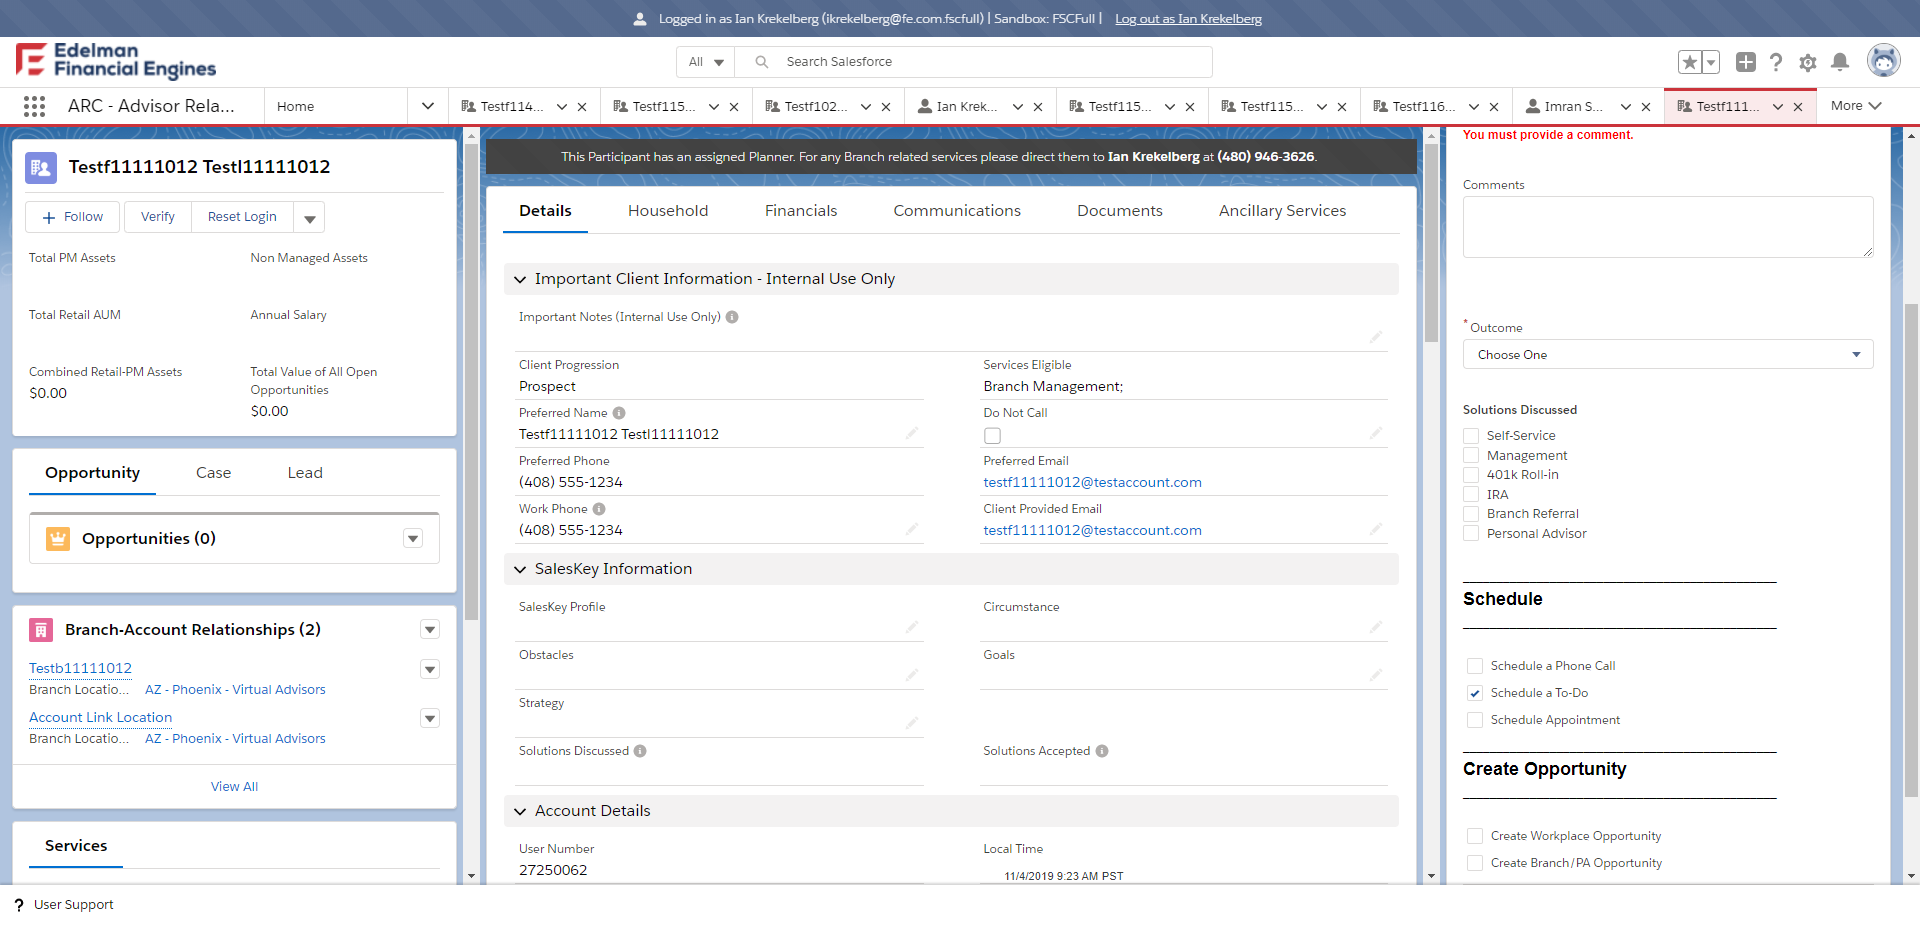 Logged in as Ian Krekelberg (ikrekelberg@fe.com.fscfull) | Sandbox: FSCFull | Log out as Ian Krekelberg
Edelman
Financial Engines
All
Search Salesforce
ARC - Advisor Rela...
Home
Testf114...
Testf115...
Testf102...
Ian Krek...
Testf115...
Testf115...
Testf116...
Imran S...
Testf111...
More
Testf11111012 Testl11111012
Follow
Verify
Reset Login
Total PM Assets
Non Managed Assets
Total Retail AUM
Annual Salary
Combined Retail-PM Assets
$0.00
Total Value of All Open
Opportunities
$0.00
Opportunity
Case
Lead
Opportunities (0)
Branch-Account Relationships (2)
Testb11111012
Branch Locatio... AZ - Phoenix - Virtual Advisors
Account Link Location
Branch Locatio... AZ - Phoenix - Virtual Advisors
View All
Services
This Participant has an assigned Planner. For any Branch related services please direct them to Ian Krekelberg at (480) 946-3626.
Details
Household
Financials
Communications
Documents
Ancillary Services
Important Client Information - Internal Use Only
Important Notes (Internal Use Only)
Client Progression
Prospect
Services Eligible
Branch Management;
Preferred Name
Testf11111012 Testl11111012
Do Not Call
Preferred Phone
(408) 555-1234
Preferred Email
testf11111012@testaccount.com
Work Phone
(408) 555-1234
Client Provided Email
testf11111012@testaccount.com
SalesKey Information
SalesKey Profile
Circumstance
Obstacles
Goals
Strategy
Solutions Discussed
Solutions Accepted
Account Details
User Number
27250062
Local Time
11/4/2019 9:23 AM PST
You must provide a comment.
Comments
* Outcome
Choose One
Solutions Discussed
Self-Service
Management
401k Roll-in
IRA
Branch Referral
Personal Advisor
Schedule
Schedule a Phone Call
Schedule a To-Do
Schedule Appointment
Create Opportunity
Create Workplace Opportunity
Create Branch/PA Opportunity
? User Support